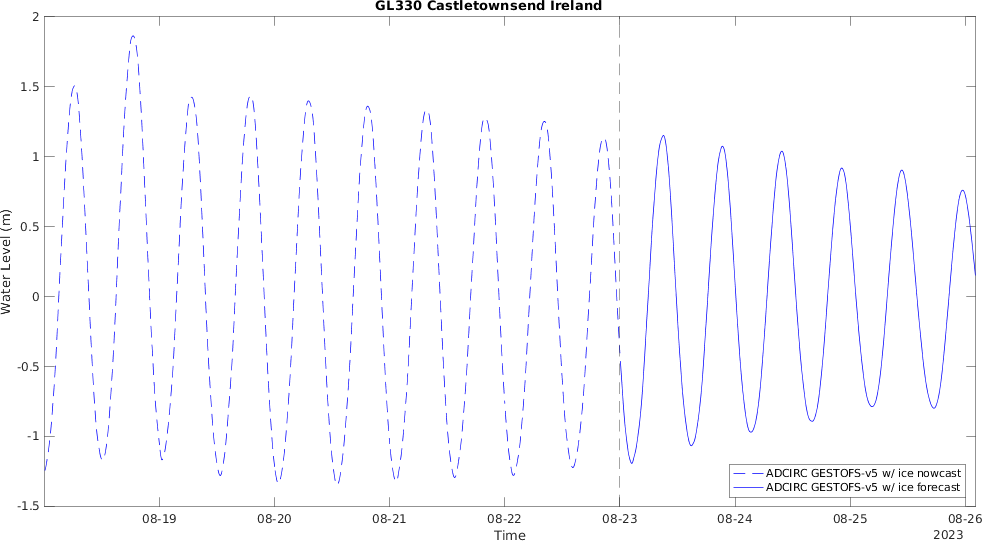 GL330 Castletownsend Ireland
Water Level (m)
2
1.5
1
0.5
0
-0.5
-1
-1.5
08-19 08-20 08-21 08-22 08-23 08-24 08-25 08-26
Time
2023
ADCIRC GESTOFS-v5 w/ ice nowcast
ADCIRC GESTOFS-v5 w/ ice forecast